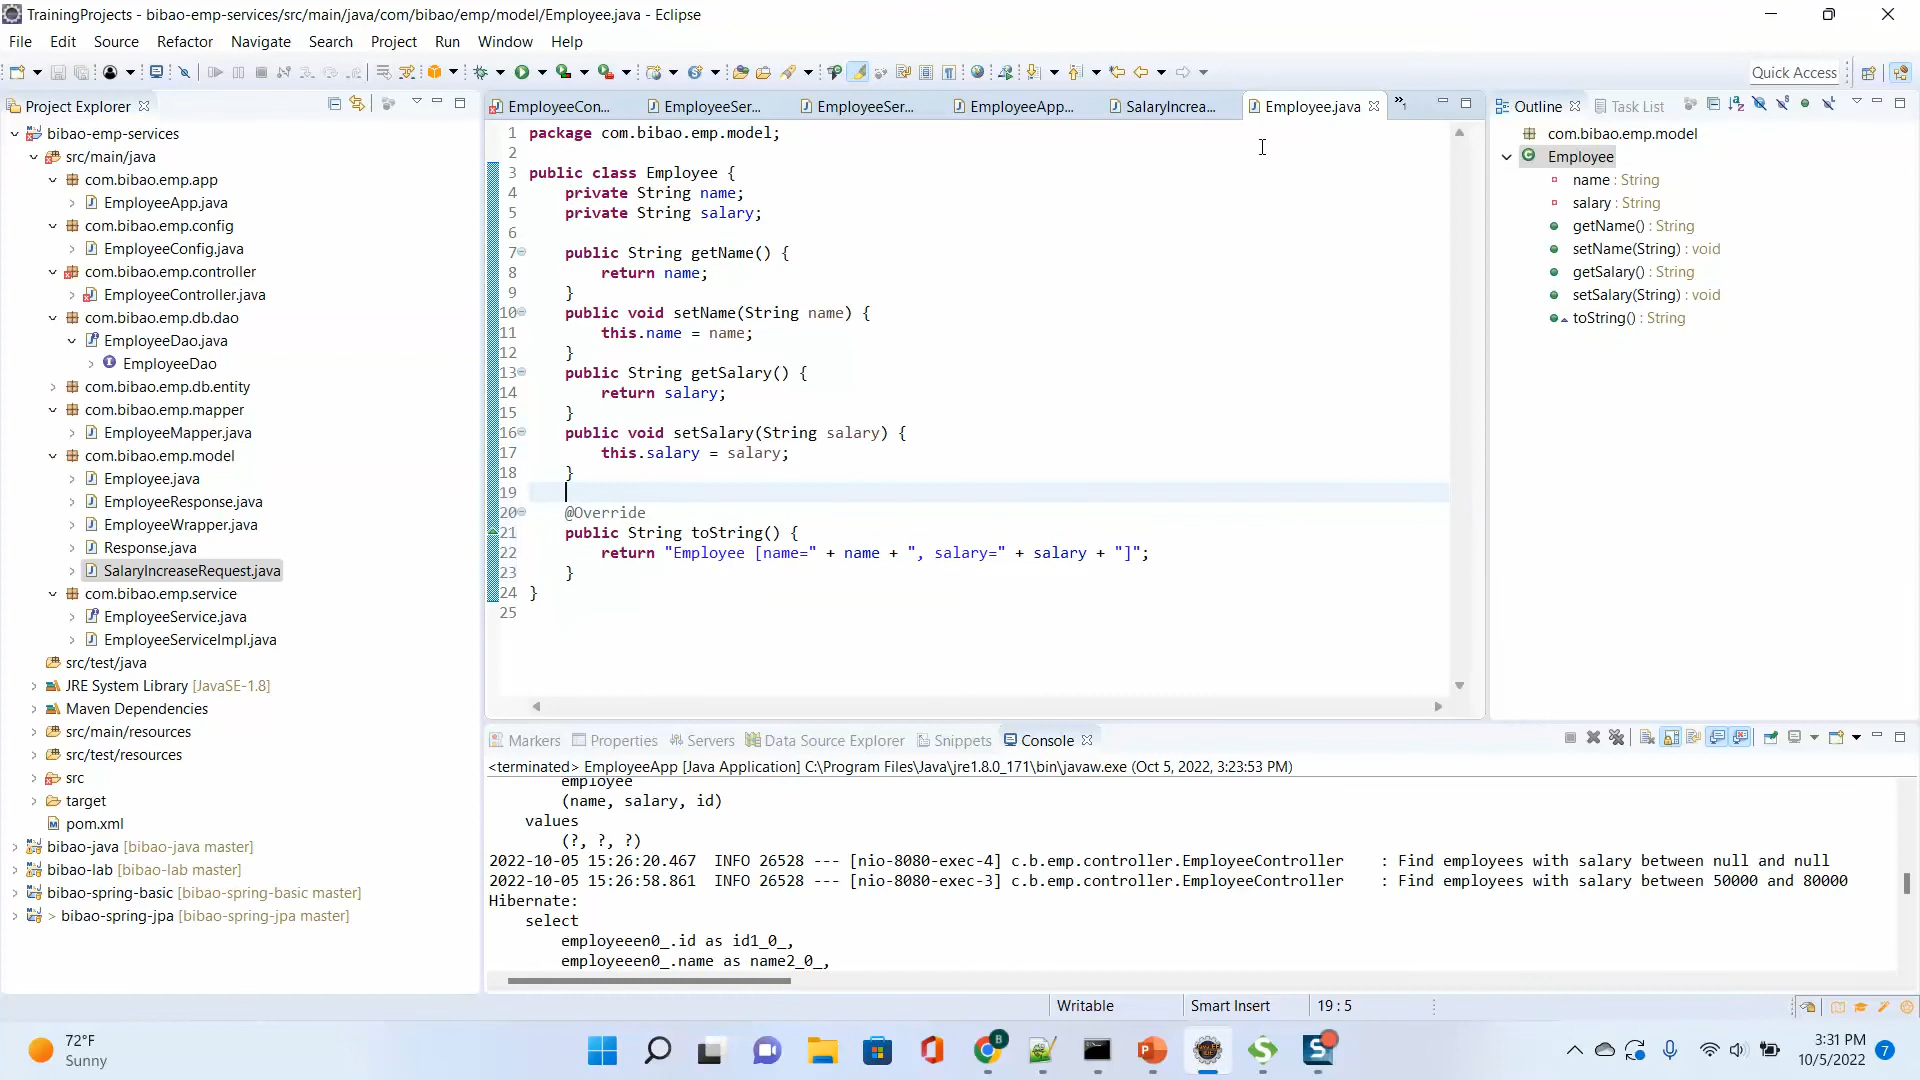 TrainingProjects - bibao-emp-services/src/main/java/com/bibao/emp/model/Employee.java - Eclipse
File Edit Source Refactor Navigate Search Project Run Window Help
Quick Access
Project Explorer
bibao-emp-services
src/main/java
com.bibao.emp.app
EmployeeApp.java
com.bibao.emp.config
EmployeeConfig.java
com.bibao.emp.controller
EmployeeController.java
com.bibao.emp.db.dao
EmployeeDao.java
EmployeeDao
com.bibao.emp.db.entity
com.bibao.emp.mapper
EmployeeMapper.java
com.bibao.emp.model
Employee.java
EmployeeResponse.java
EmployeeWrapper.java
Response.java
SalaryIncreaseRequest.java
com.bibao.emp.service
EmployeeService.java
EmployeeServiceImpl.java
src/test/java
JRE System Library [JavaSE-1.8]
Maven Dependencies
src/main/resources
src/test/resources
src
target
pom.xml
bibao-java [bibao-java master]
bibao-lab [bibao-lab master]
bibao-spring-basic [bibao-spring-basic master]
> bibao-spring-jpa [bibao-spring-jpa master]
EmployeeCon... EmployeeSer... EmployeeSer... EmployeeApp... SalaryIncrea... Employee.java »1
1 package com.bibao.emp.model;
2
3 public class Employee {
4 private String name;
5 private String salary;
6
7 public String getName() {
8 return name;
9 }
10 public void setName(String name) {
11 this.name = name;
12 }
13 public String getSalary() {
14 return salary;
15 }
16 public void setSalary(String salary) {
17 this.salary = salary;
18 }
19
20 @Override
21 public String toString() {
22 return "Employee [name=" + name + ", salary=" + salary + "]";
23 }
24 }
25
Outline Task List
com.bibao.emp.model
Employee
name : String
salary : String
getName() : String
setName(String) : void
getSalary() : String
setSalary(String) : void
toString() : String
Markers Properties Servers Data Source Explorer Snippets Console
<terminated> EmployeeApp [Java Application] C:\Program Files\Java\jre1.8.0_171\bin\javaw.exe (Oct 5, 2022, 3:23:53 PM)
employee
(name, salary, id)
values
(?, ?, ?)
2022-10-05 15:26:20.467 INFO 26528 --- [nio-8080-exec-4] c.b.emp.controller.EmployeeController : Find employees with salary between null and null
2022-10-05 15:26:58.861 INFO 26528 --- [nio-8080-exec-3] c.b.emp.controller.EmployeeController : Find employees with salary between 50000 and 80000
Hibernate:
select
employeeen0_.id as id1_0_,
employeeen0_.name as name2_0_,
Writable Smart Insert 19 : 5
72°F
Sunny
3:31 PM
10/5/2022
7